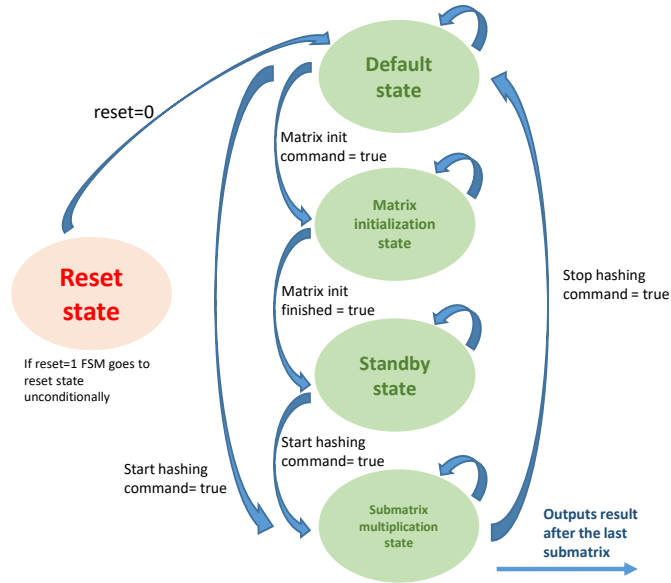 Default
state
reset=0
Matrix init
command = true
Matrix
initialization
state
Reset
state
Stop hashing
command = true
Matrix init
finished = true
If reset=1 FSM goes to
reset state
unconditionally
Standby
state
Start hashing
command= true
Start hashing
command= true
Submatrix
multiplication
state
Outputs result
after the last
submatrix